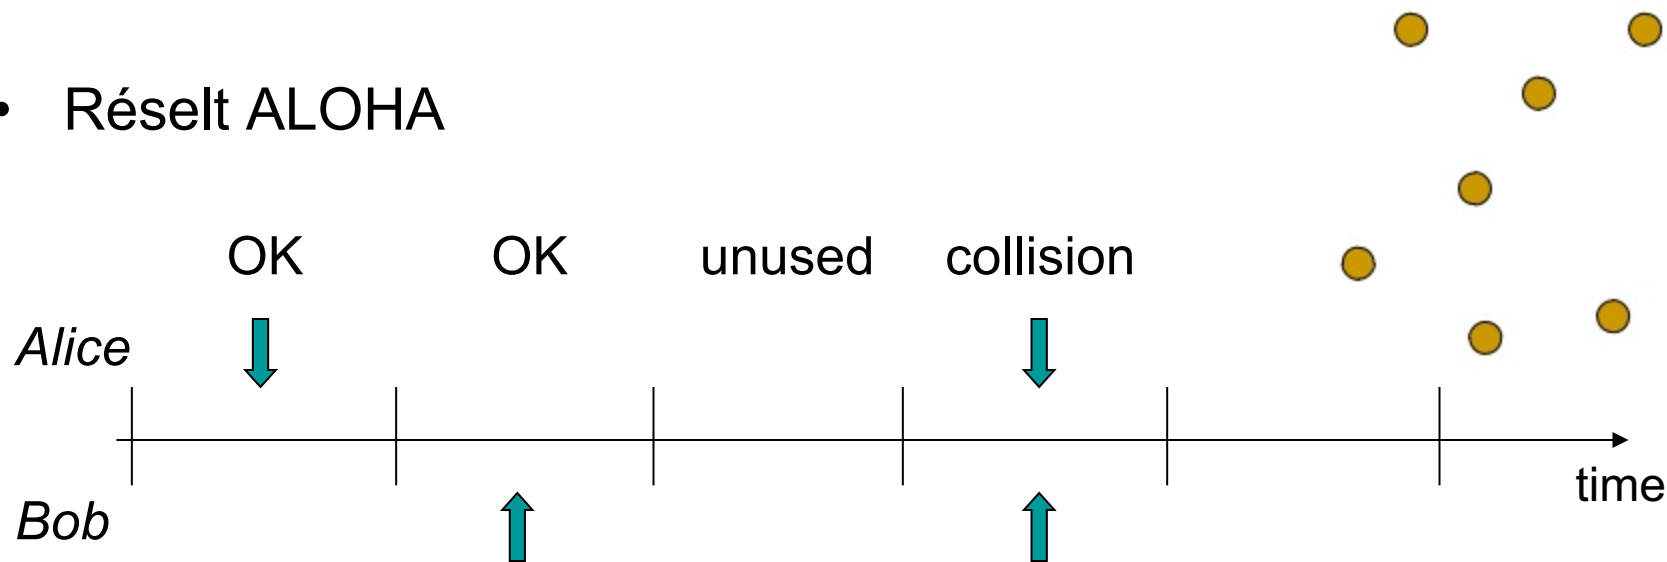 • Réselt ALOHA
OK OK unused collision
Alice
time
Bob